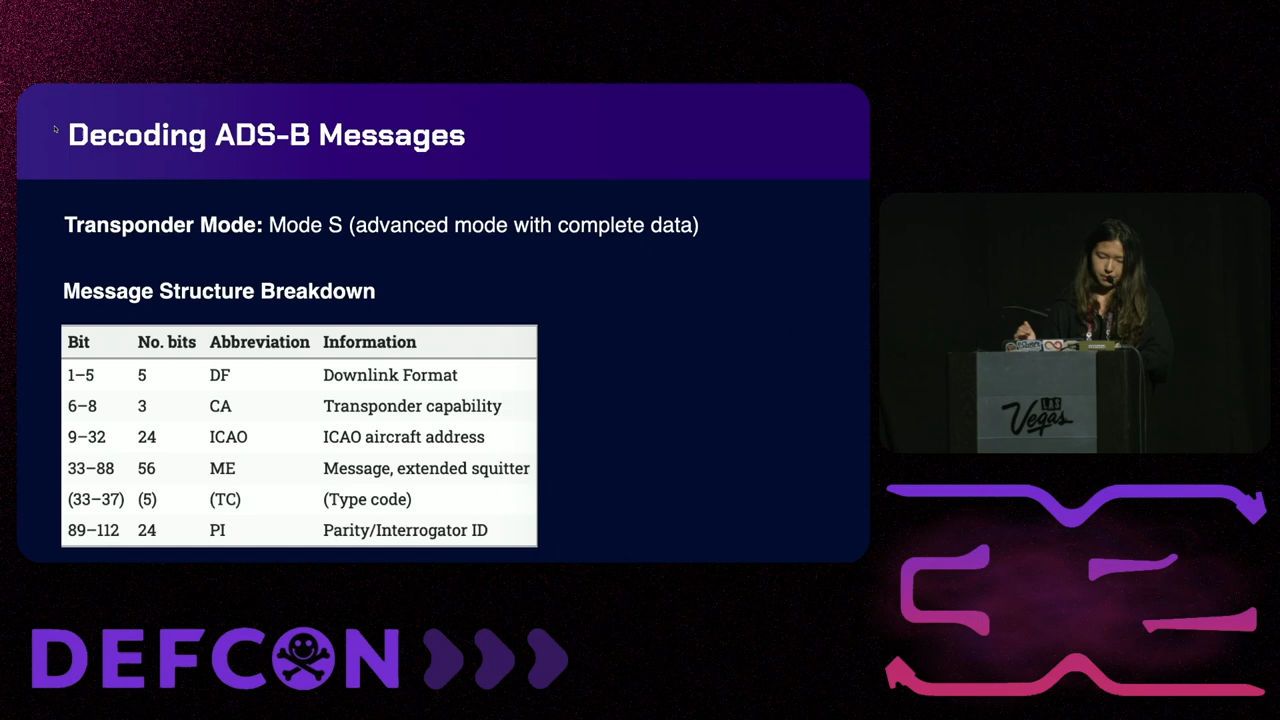 Decoding ADS-B Messages
Transponder Mode: Mode S (advanced mode with complete data)
Message Structure Breakdown
Bit No. bits Abbreviation Information
1–5 5 DF Downlink Format
6–8 3 CA Transponder capability
9–32 24 ICAO ICAO aircraft address
33–88 56 ME Message, extended squitter
(33–37) (5) (TC) (Type code)
89–112 24 PI Parity/Interrogator ID
LAS
Vegas
DEFCON